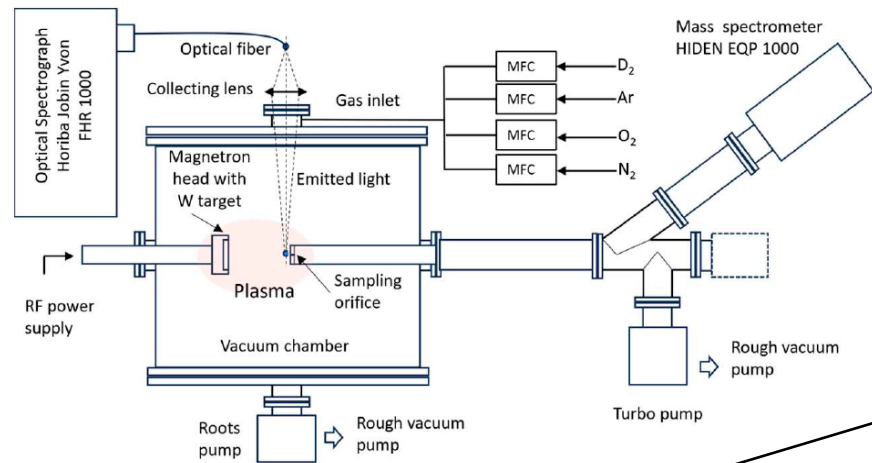 Optical Spectrograph
Horiba Jobin Yvon
FHR 1000
Optical fiber
Collecting lens
Gas inlet
MFC
D2
MFC
Ar
MFC
O2
MFC
N2
Mass spectrometer
HIDEN EQP 1000
Magnetron
head with
W target
Emitted light
RF power
supply
Plasma
Sampling
orifice
Vacuum chamber
Roots
pump
Rough vacuum
pump
Turbo pump
Rough vacuum
pump